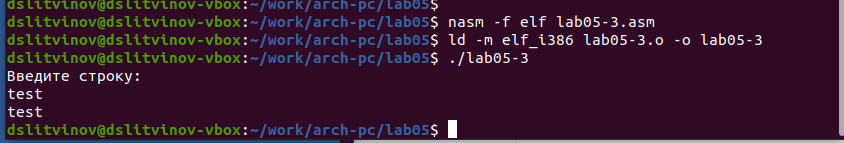 dslitvinov@dslitvinov-vbox:~/work/arch-pc/lab05$
dslitvinov@dslitvinov-vbox:~/work/arch-pc/lab05$ nasm -f elf lab05-3.asm
dslitvinov@dslitvinov-vbox:~/work/arch-pc/lab05$ ld -m elf_i386 lab05-3.o -o lab05-3
dslitvinov@dslitvinov-vbox:~/work/arch-pc/lab05$ ./lab05-3
Введите строку:
test
test
dslitvinov@dslitvinov-vbox:~/work/arch-pc/lab05$